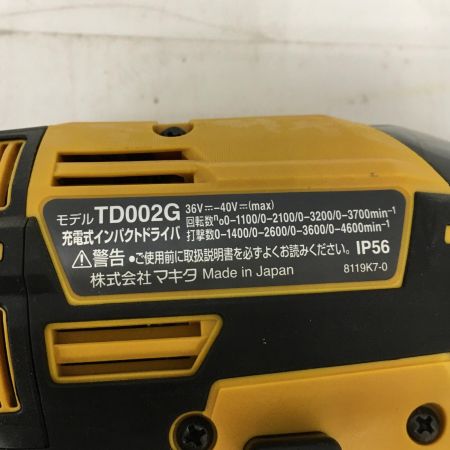 モデル TD002G 36V⎓-40V⎓(max)
充電式インパクトドライバ 回転数n₀0-1100/0-2100/0-3200/0-3700min⁻¹
打撃数0-1400/0-2600/0-3600/0-4600min⁻¹
⚠警告・ご使用前に取扱説明書を必ずよくお読みください。 IP56
株式会社マキタ Made in Japan 8119K7-0